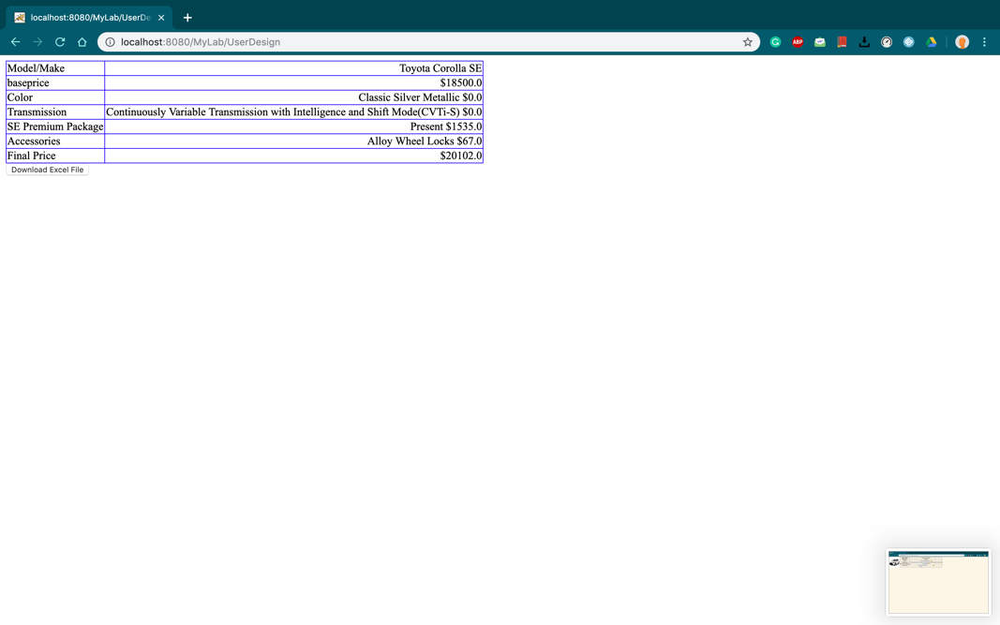 localhost:8080/MyLab/UserDe
localhost:8080/MyLab/UserDesign
ABP
Model/Make Toyota Corolla SE
baseprice $18500.0
Color Classic Silver Metallic $0.0
Transmission Continuously Variable Transmission with Intelligence and Shift Mode(CVTi-S) $0.0
SE Premium Package Present $1535.0
Accessories Alloy Wheel Locks $67.0
Final Price $20102.0
Download Excel File